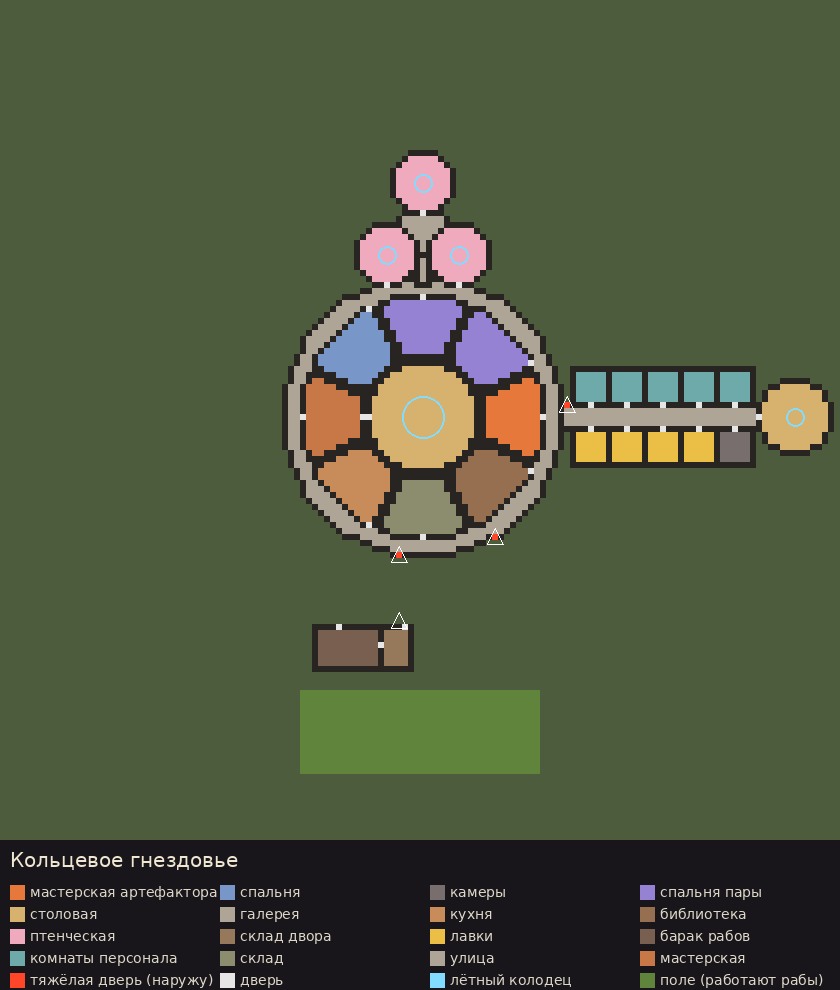 Кольцевое гнездовье
мастерская артефактора спальня камеры спальня пары
столовая галерея кухня библиотека
птенческая склад двора лавки барак рабов
комнаты персонала склад улица мастерская
тяжёлая дверь (наружу) дверь лётный колодец поле (работают рабы)